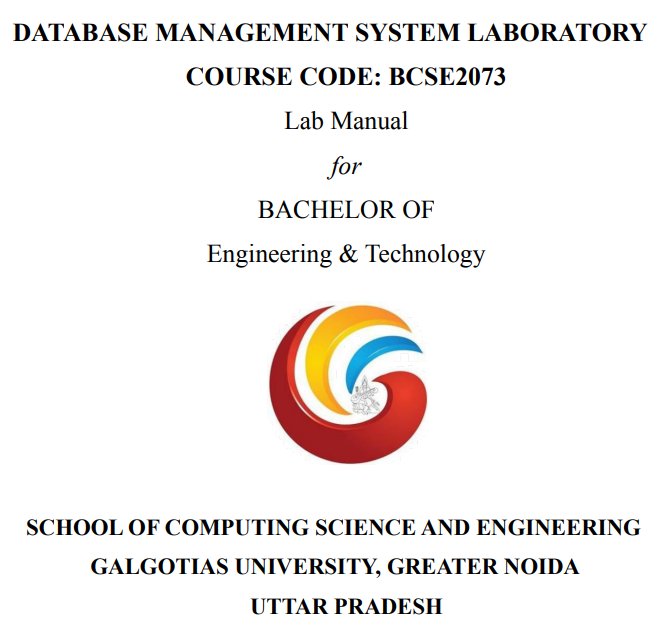 DATABASE MANAGEMENT SYSTEM LABORATORY
COURSE CODE: BCSE2073
Lab Manual
for
BACHELOR OF
Engineering & Technology
SCHOOL OF COMPUTING SCIENCE AND ENGINEERING
GALGOTIAS UNIVERSITY, GREATER NOIDA
UTTAR PRADESH